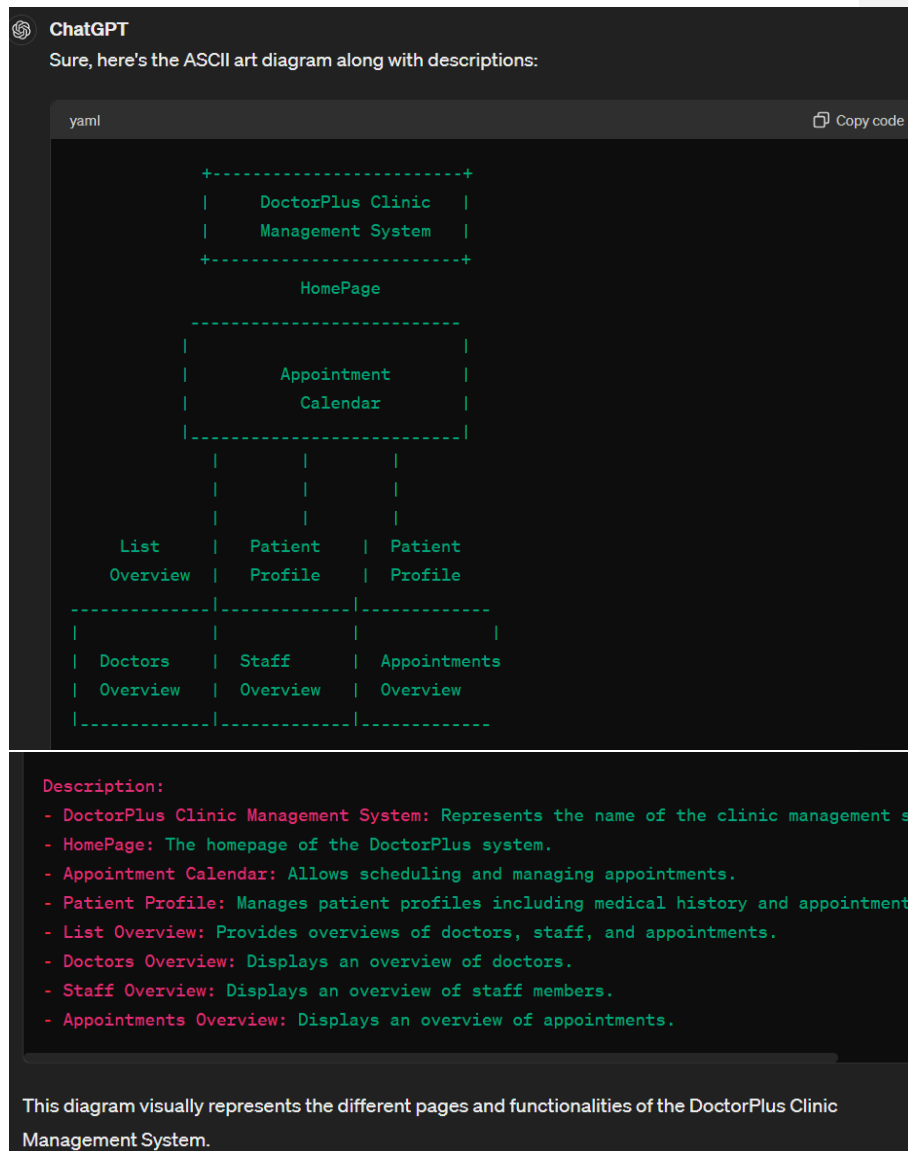 ChatGPT
Sure, here's the ASCII art diagram along with descriptions:
yaml Copy code
DoctorPlus Clinic
Management System
HomePage
Appointment
Calendar
List | Patient | Patient
Overview | Profile | Profile
| Doctors | Staff | Appointments
| Overview | Overview | Overview
Description:
- DoctorPlus Clinic Management System: Represents the name of the clinic management s
- HomePage: The homepage of the DoctorPlus system.
- Appointment Calendar: Allows scheduling and managing appointments.
- Patient Profile: Manages patient profiles including medical history and appointment
- List Overview: Provides overviews of doctors, staff, and appointments.
- Doctors Overview: Displays an overview of doctors.
- Staff Overview: Displays an overview of staff members.
- Appointments Overview: Displays an overview of appointments.
This diagram visually represents the different pages and functionalities of the DoctorPlus Clinic
Management System.